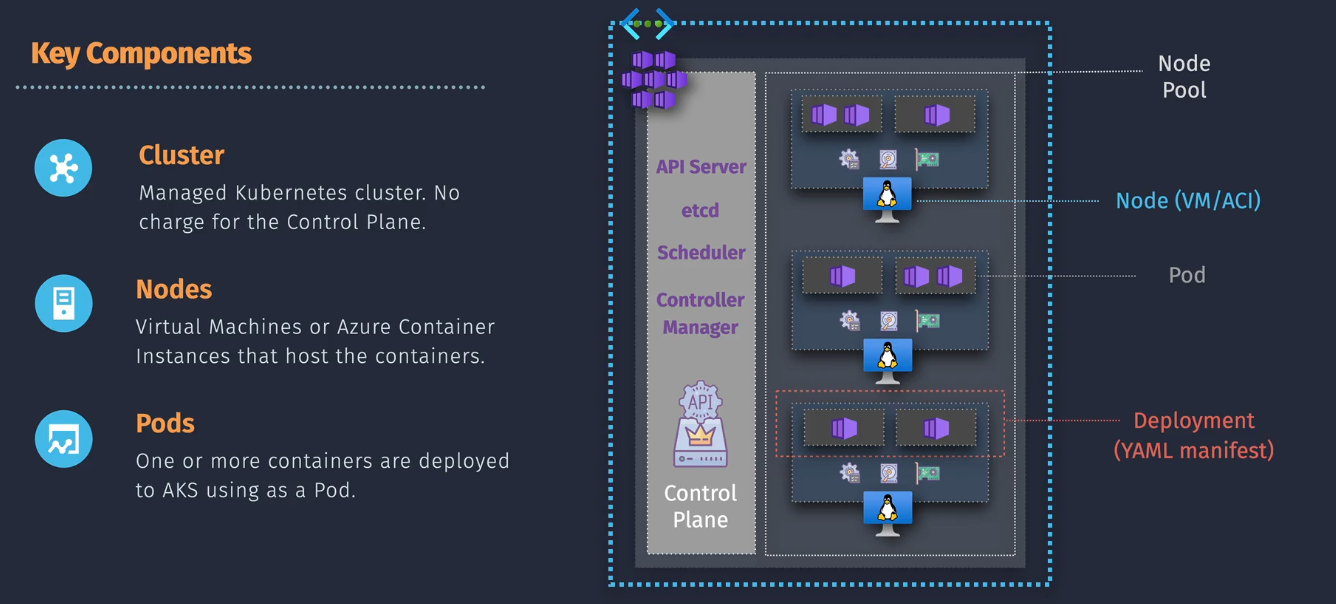 Key Components
Cluster
Managed Kubernetes cluster. No
charge for the Control Plane.
Nodes
Virtual Machines or Azure Container
Instances that host the containers.
Pods
One or more containers are deployed
to AKS using as a Pod.
API Server
etcd
Scheduler
Controller
Manager
API
Control
Plane
Node
Pool
Node (VM/ACI)
Pod
Deployment
(YAML manifest)